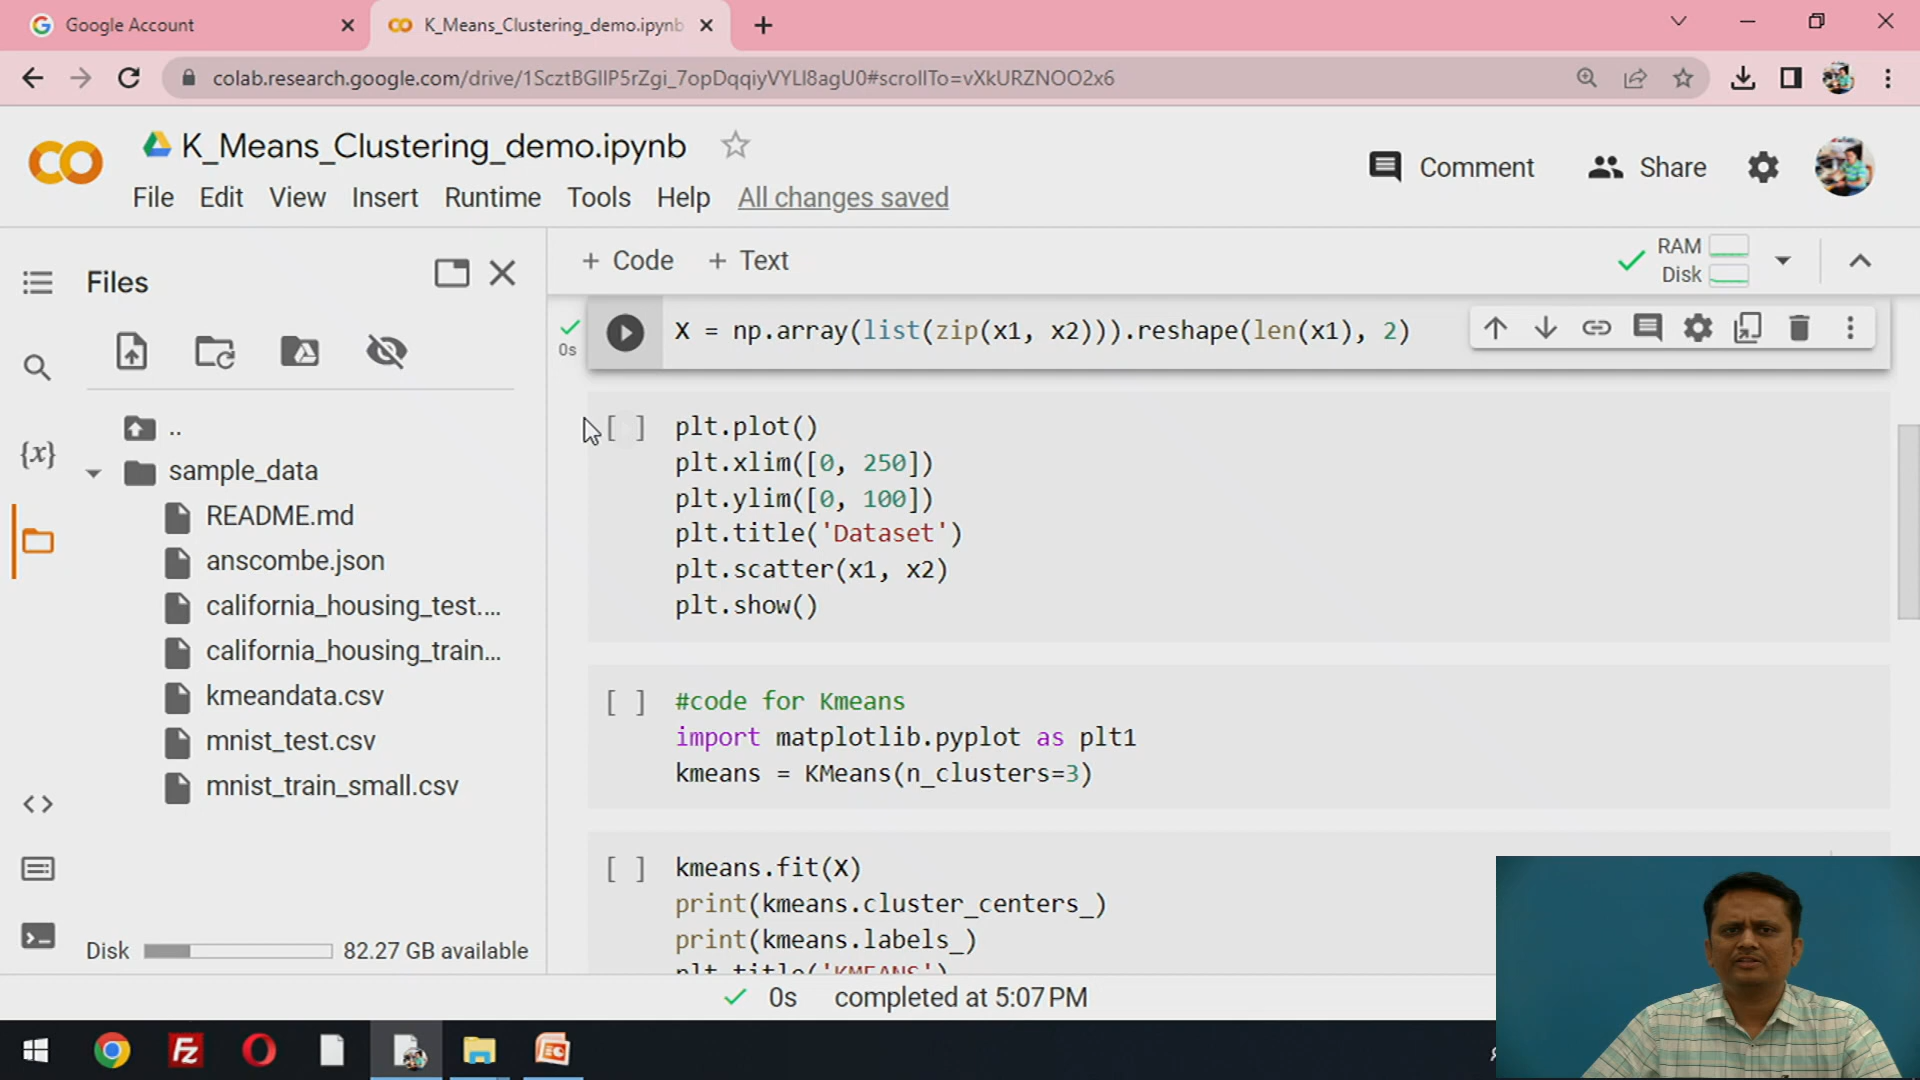 Google Account
K_Means_Clustering_demo.ipynb
colab.research.google.com/drive/1ScztBGIlP5rZgi_7opDqqiyVYLl8agU0#scrollTo=vXkURZNOO2x6
K_Means_Clustering_demo.ipynb
Comment
Share
File Edit View Insert Runtime Tools Help All changes saved
Files
+ Code + Text
RAM
Disk
0s
X = np.array(list(zip(x1, x2))).reshape(len(x1), 2)
..
sample_data
README.md
anscombe.json
california_housing_test....
california_housing_train...
kmeandata.csv
mnist_test.csv
mnist_train_small.csv
{x}
[ ] plt.plot()
plt.xlim([0, 250])
plt.ylim([0, 100])
plt.title('Dataset')
plt.scatter(x1, x2)
plt.show()
[ ] #code for Kmeans
import matplotlib.pyplot as plt1
kmeans = KMeans(n_clusters=3)
[ ] kmeans.fit(X)
print(kmeans.cluster_centers_)
print(kmeans.labels_)
plt.title('KMEANS')
Disk 82.27 GB available
0s completed at 5:07 PM